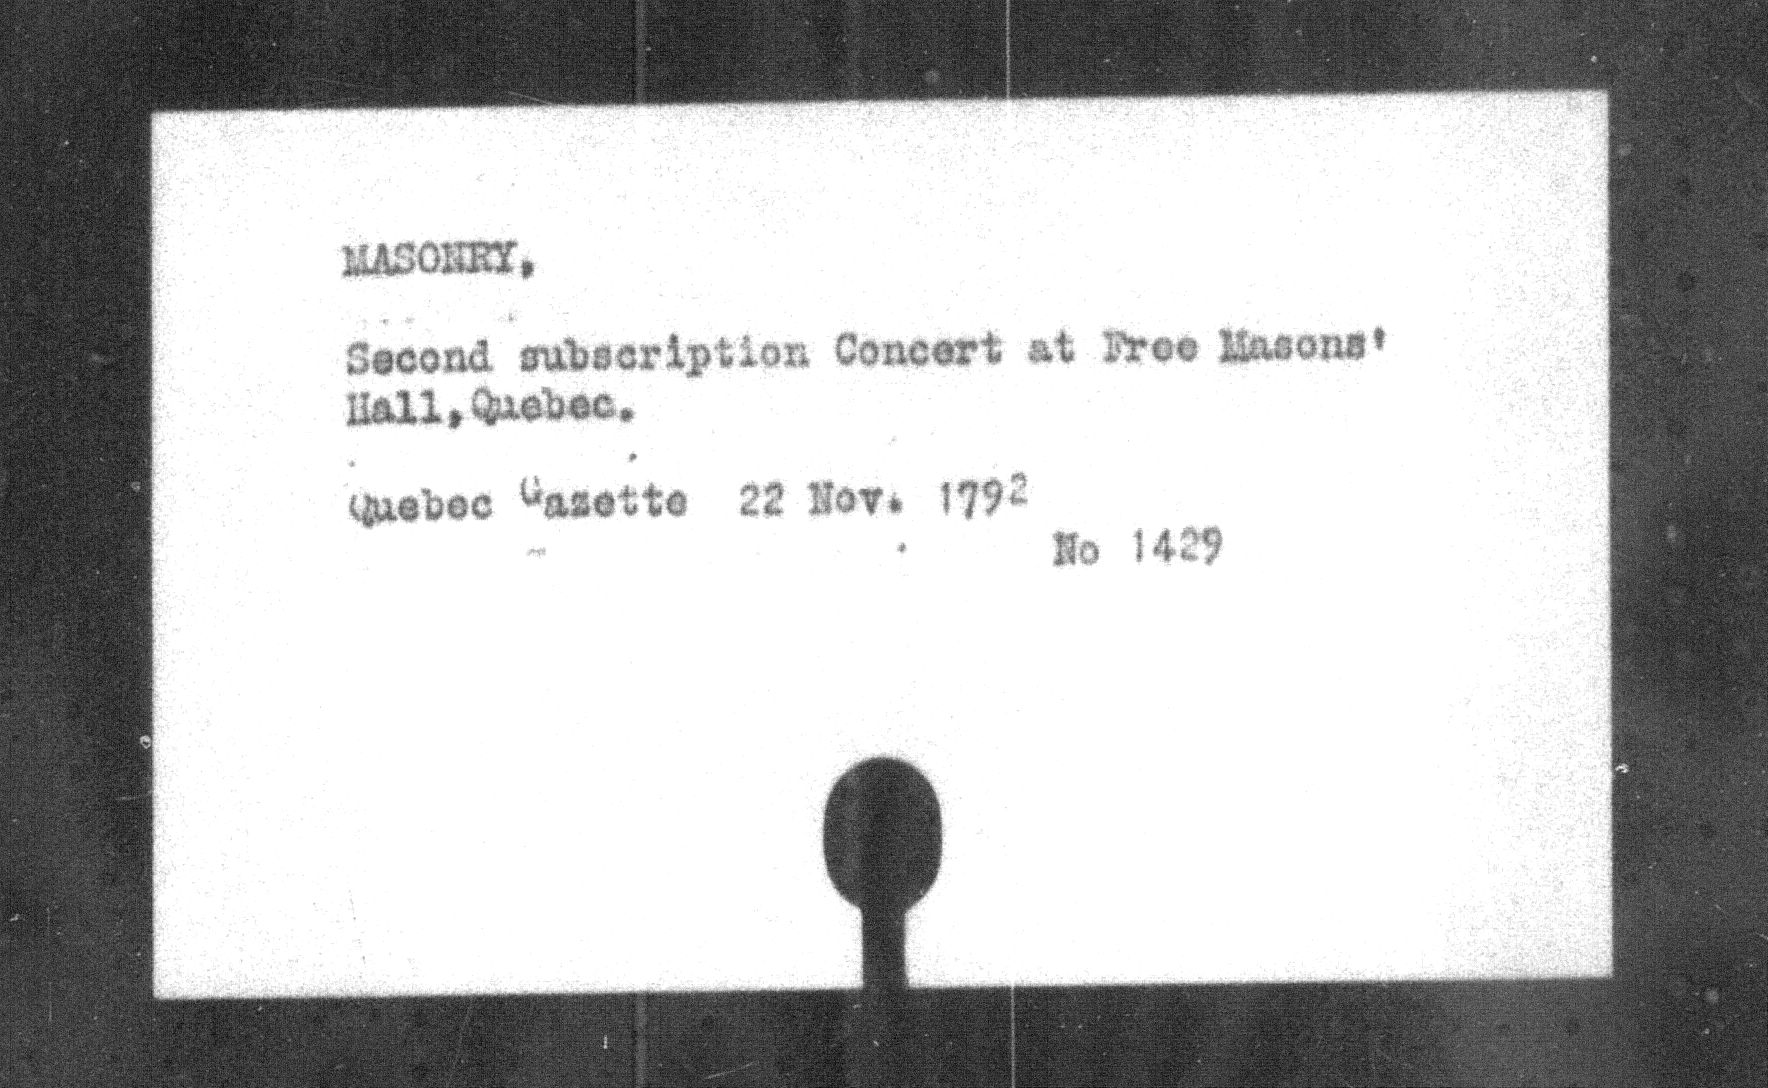 MASONRY,
Second subscription Concert at Free Masons'
Hall, Quebec.
Quebec Gazette 22 Nov. 1792
No 1429